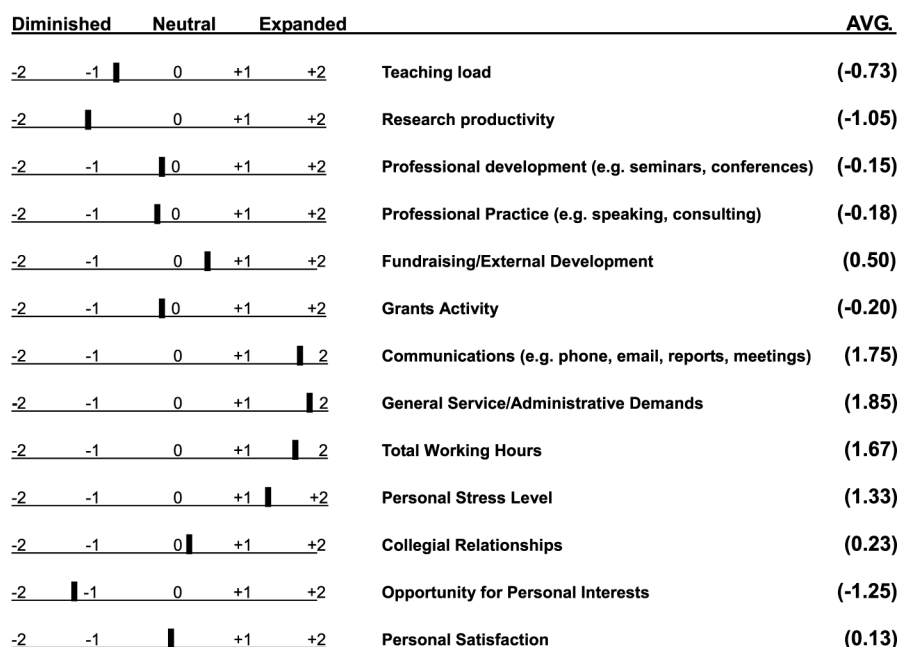 Diminished Neutral Expanded AVG.
-2 -1 0 +1 +2 Teaching load (-0.73)
-2 -1 0 +1 +2 Research productivity (-1.05)
-2 -1 0 +1 +2 Professional development (e.g. seminars, conferences) (-0.15)
-2 -1 0 +1 +2 Professional Practice (e.g. speaking, consulting) (-0.18)
-2 -1 0 +1 +2 Fundraising/External Development (0.50)
-2 -1 0 +1 +2 Grants Activity (-0.20)
-2 -1 0 +1 2 Communications (e.g. phone, email, reports, meetings) (1.75)
-2 -1 0 +1 2 General Service/Administrative Demands (1.85)
-2 -1 0 +1 2 Total Working Hours (1.67)
-2 -1 0 +1 +2 Personal Stress Level (1.33)
-2 -1 0 +1 +2 Collegial Relationships (0.23)
-2 -1 0 +1 +2 Opportunity for Personal Interests (-1.25)
-2 -1 +1 +2 Personal Satisfaction (0.13)